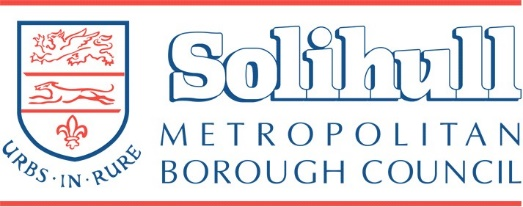 Solihull
METROPOLITAN
BOROUGH COUNCIL
URBS · IN · RURE